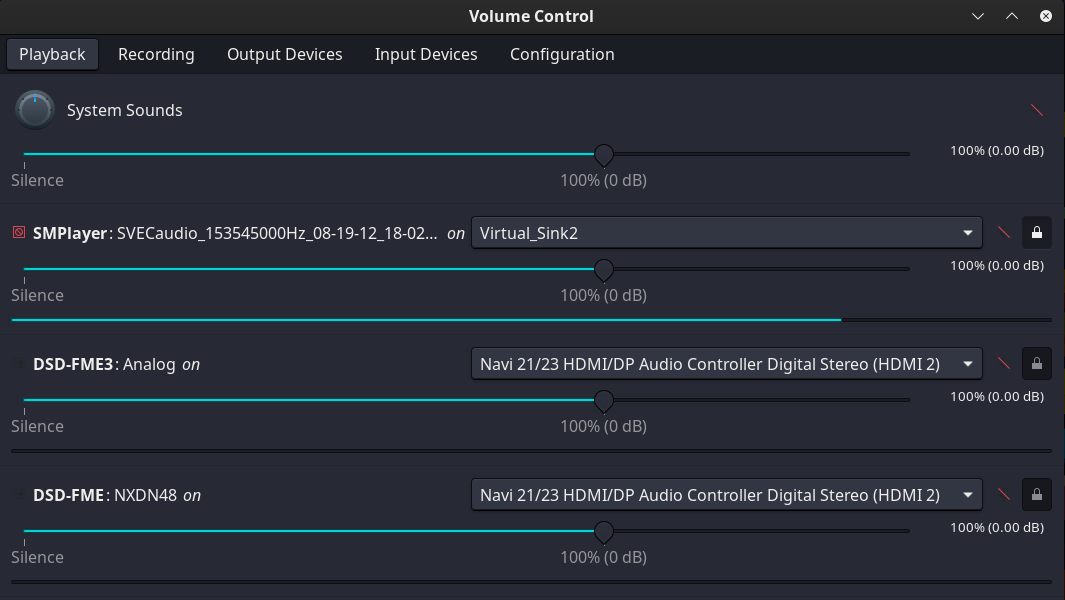 Volume Control
Playback Recording Output Devices Input Devices Configuration
System Sounds
100% (0.00 dB)
Silence 100% (0 dB)
SMPlayer: SVECaudio_153545000Hz_08-19-12_18-02... on Virtual_Sink2
100% (0.00 dB)
Silence 100% (0 dB)
DSD-FME3: Analog on Navi 21/23 HDMI/DP Audio Controller Digital Stereo (HDMI 2)
100% (0.00 dB)
Silence 100% (0 dB)
DSD-FME: NXDN48 on Navi 21/23 HDMI/DP Audio Controller Digital Stereo (HDMI 2)
100% (0.00 dB)
Silence 100% (0 dB)